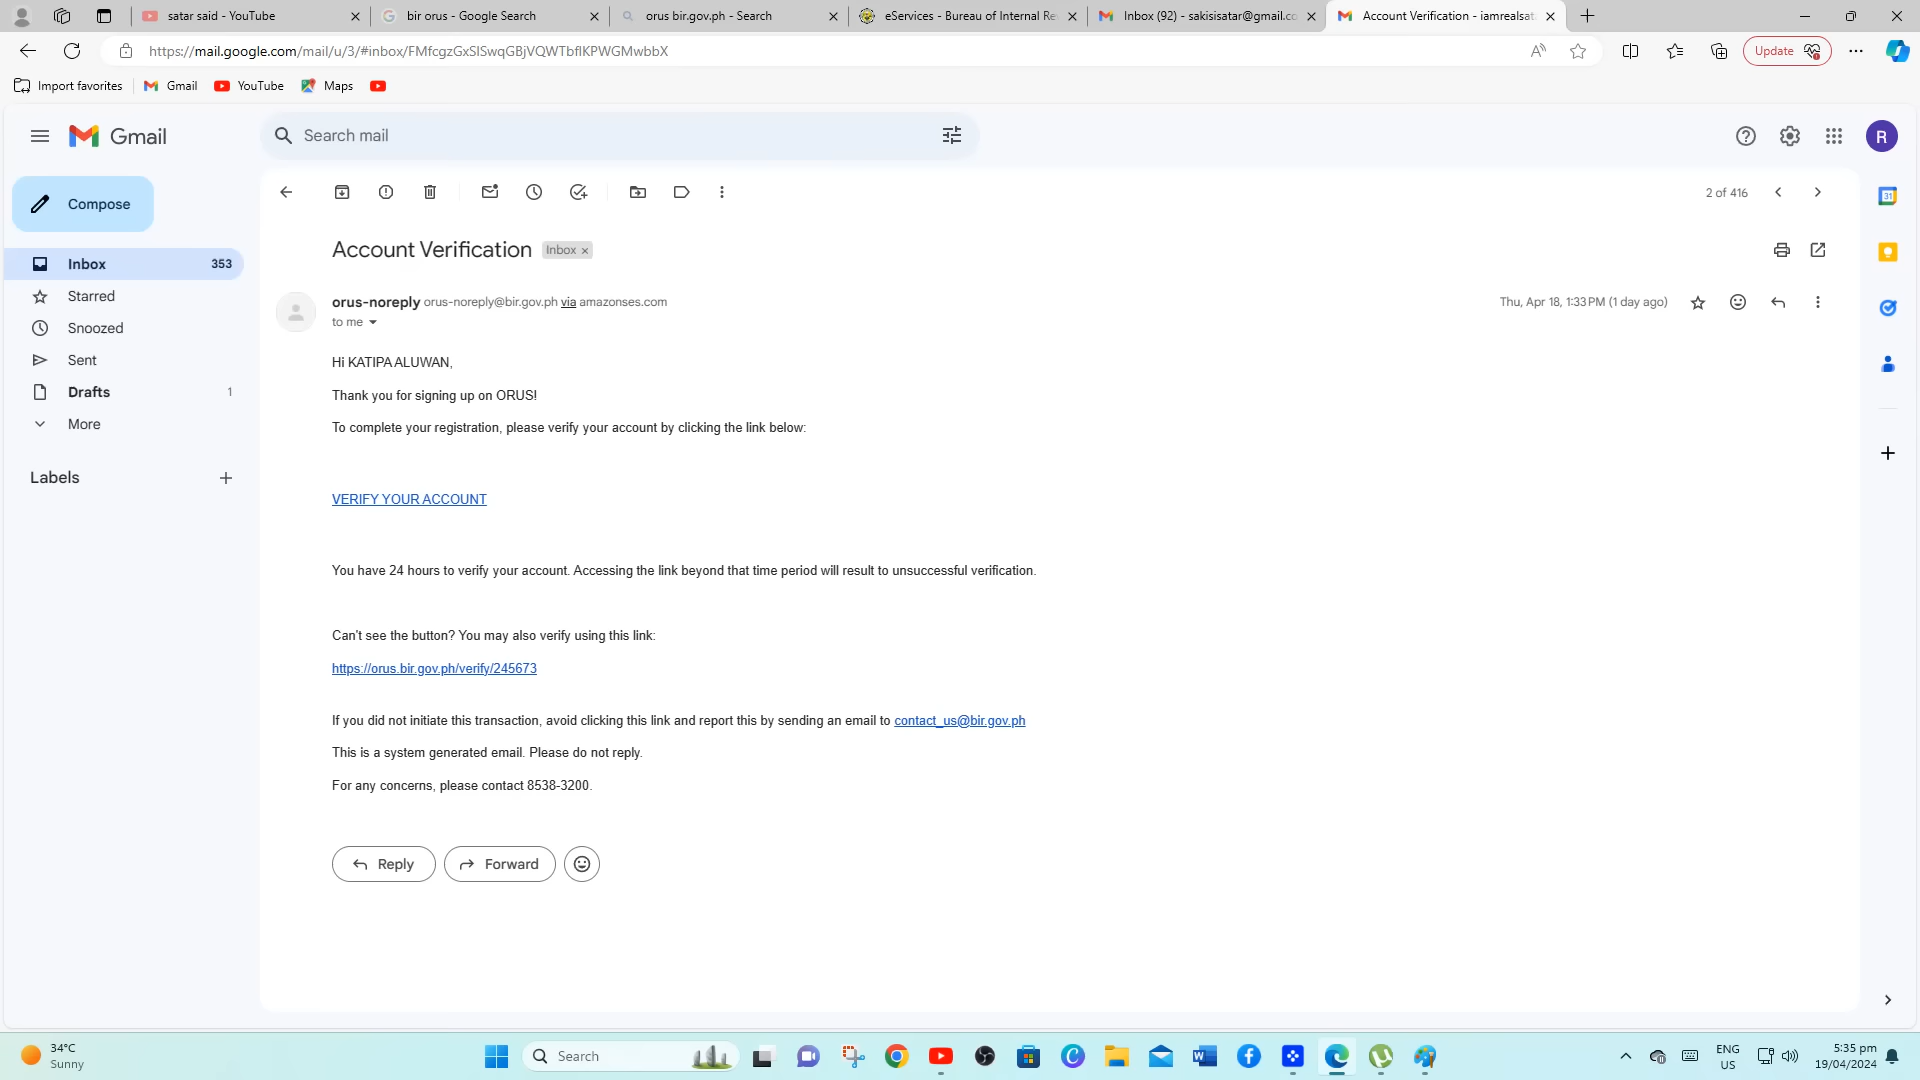 satar said - YouTube
bir orus - Google Search
orus bir.gov.ph - Search
eServices - Bureau of Internal Re
Inbox (92) - sakisisatar@gmail.co
Account Verification - iamrealsat
https://mail.google.com/mail/u/3/#inbox/FMfcgzGxSlSwqGBjVQWTbflKPWGMwbbX
Update
Import favorites
Gmail
YouTube
Maps
Gmail
Search mail
R
Compose
2 of 416
31
Account Verification
Inbox ×
Inbox 353
Starred
Snoozed
Sent
Drafts 1
More
Labels
orus-noreply orus-noreply@bir.gov.ph via amazonses.com
Thu, Apr 18, 1:33 PM (1 day ago)
to me
Hi KATIPA ALUWAN,
Thank you for signing up on ORUS!
To complete your registration, please verify your account by clicking the link below:
VERIFY YOUR ACCOUNT
You have 24 hours to verify your account. Accessing the link beyond that time period will result to unsuccessful verification.
Can't see the button? You may also verify using this link:
https://orus.bir.gov.ph/verify/245673
If you did not initiate this transaction, avoid clicking this link and report this by sending an email to contact_us@bir.gov.ph
This is a system generated email. Please do not reply.
For any concerns, please contact 8538-3200.
Reply
Forward
34°C
Sunny
Search
ENG
US
5:35 pm
19/04/2024